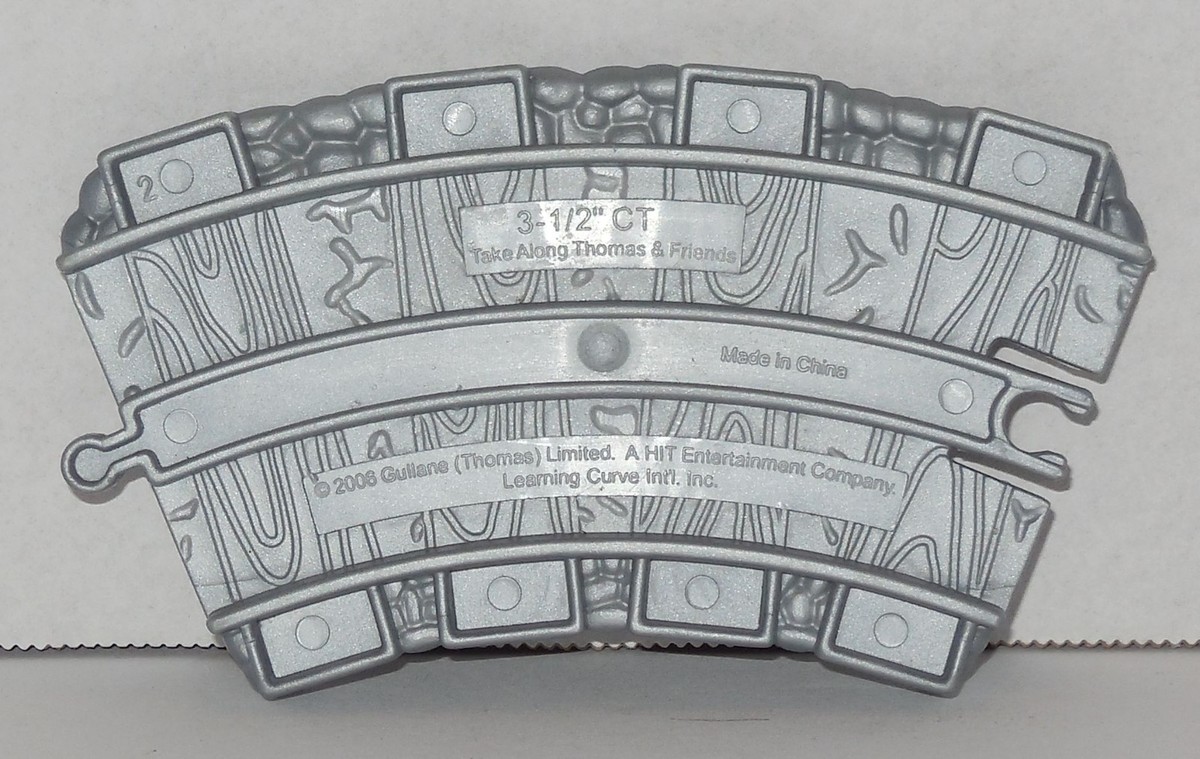 2
3-1/2" CT
Take Along Thomas & Friends
Made in China
© 2006 Gullane (Thomas) Limited. A HIT Entertainment Company.
Learning Curve Int'l. Inc.